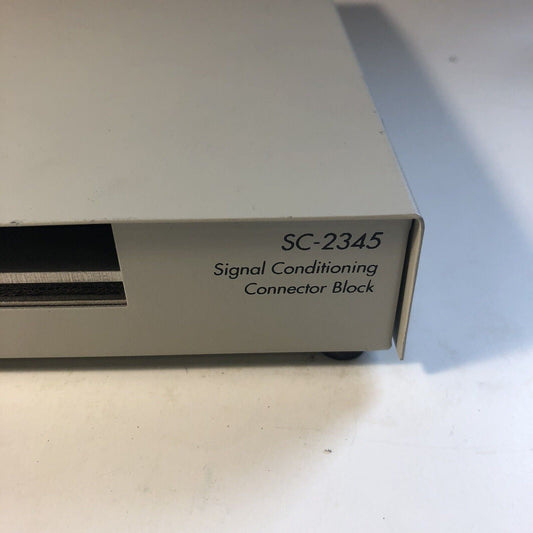 SC-2345
Signal Conditioning
Connector Block